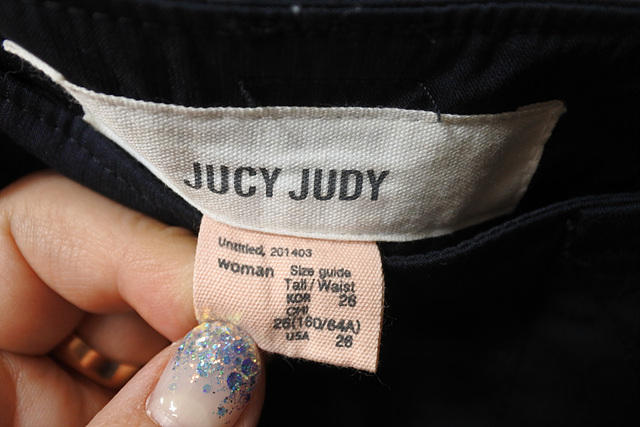 JUCY JUDY
Untitled, 201403
woman Size guide
Tall / Waist
KOR 26
CHI
26(160/64A)
USA 26